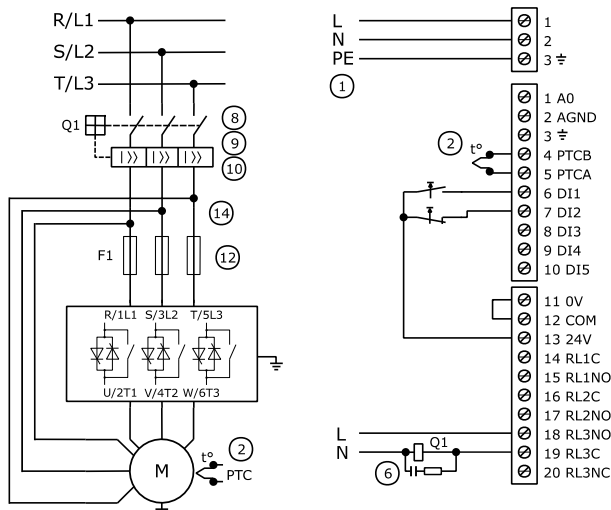 R/L1
S/L2
T/L3
Q1
8
9
10
14
F1
12
R/1L1 S/3L2 T/5L3
U/2T1 V/4T2 W/6T3
M
t°
2
PTC
L
N
PE
1
1
2
3
2
t°
1 A0
2 AGND
3
4 PTCB
5 PTCA
6 DI1
7 DI2
8 DI3
9 DI4
10 DI5
11 0V
12 COM
13 24V
14 RL1C
15 RL1NO
16 RL2C
17 RL2NO
18 RL3NO
19 RL3C
20 RL3NC
L
N
Q1
6